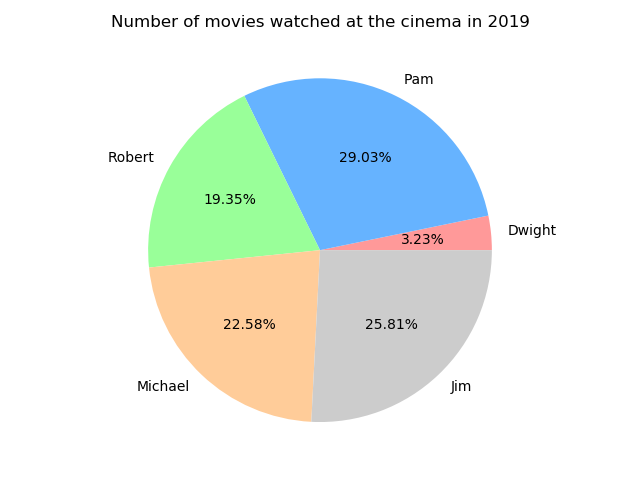 Number of movies watched at the cinema in 2019
Pam
29.03%
Robert
19.35%
Dwight
3.23%
22.58%
25.81%
Michael
Jim